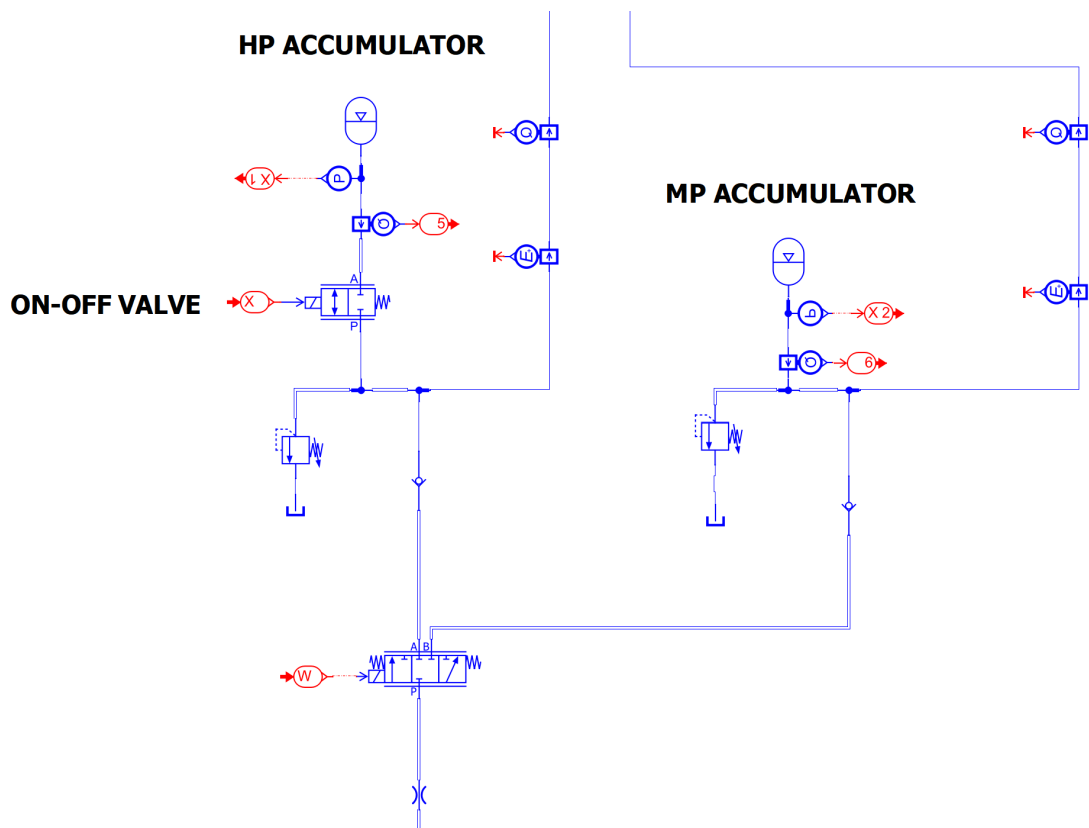 HP ACCUMULATOR
Q
Q
X 1
P
MP ACCUMULATOR
Q
5
E
E
A
ON-OFF VALVE
X
P
X 2
P
Q
6
A B
W
P